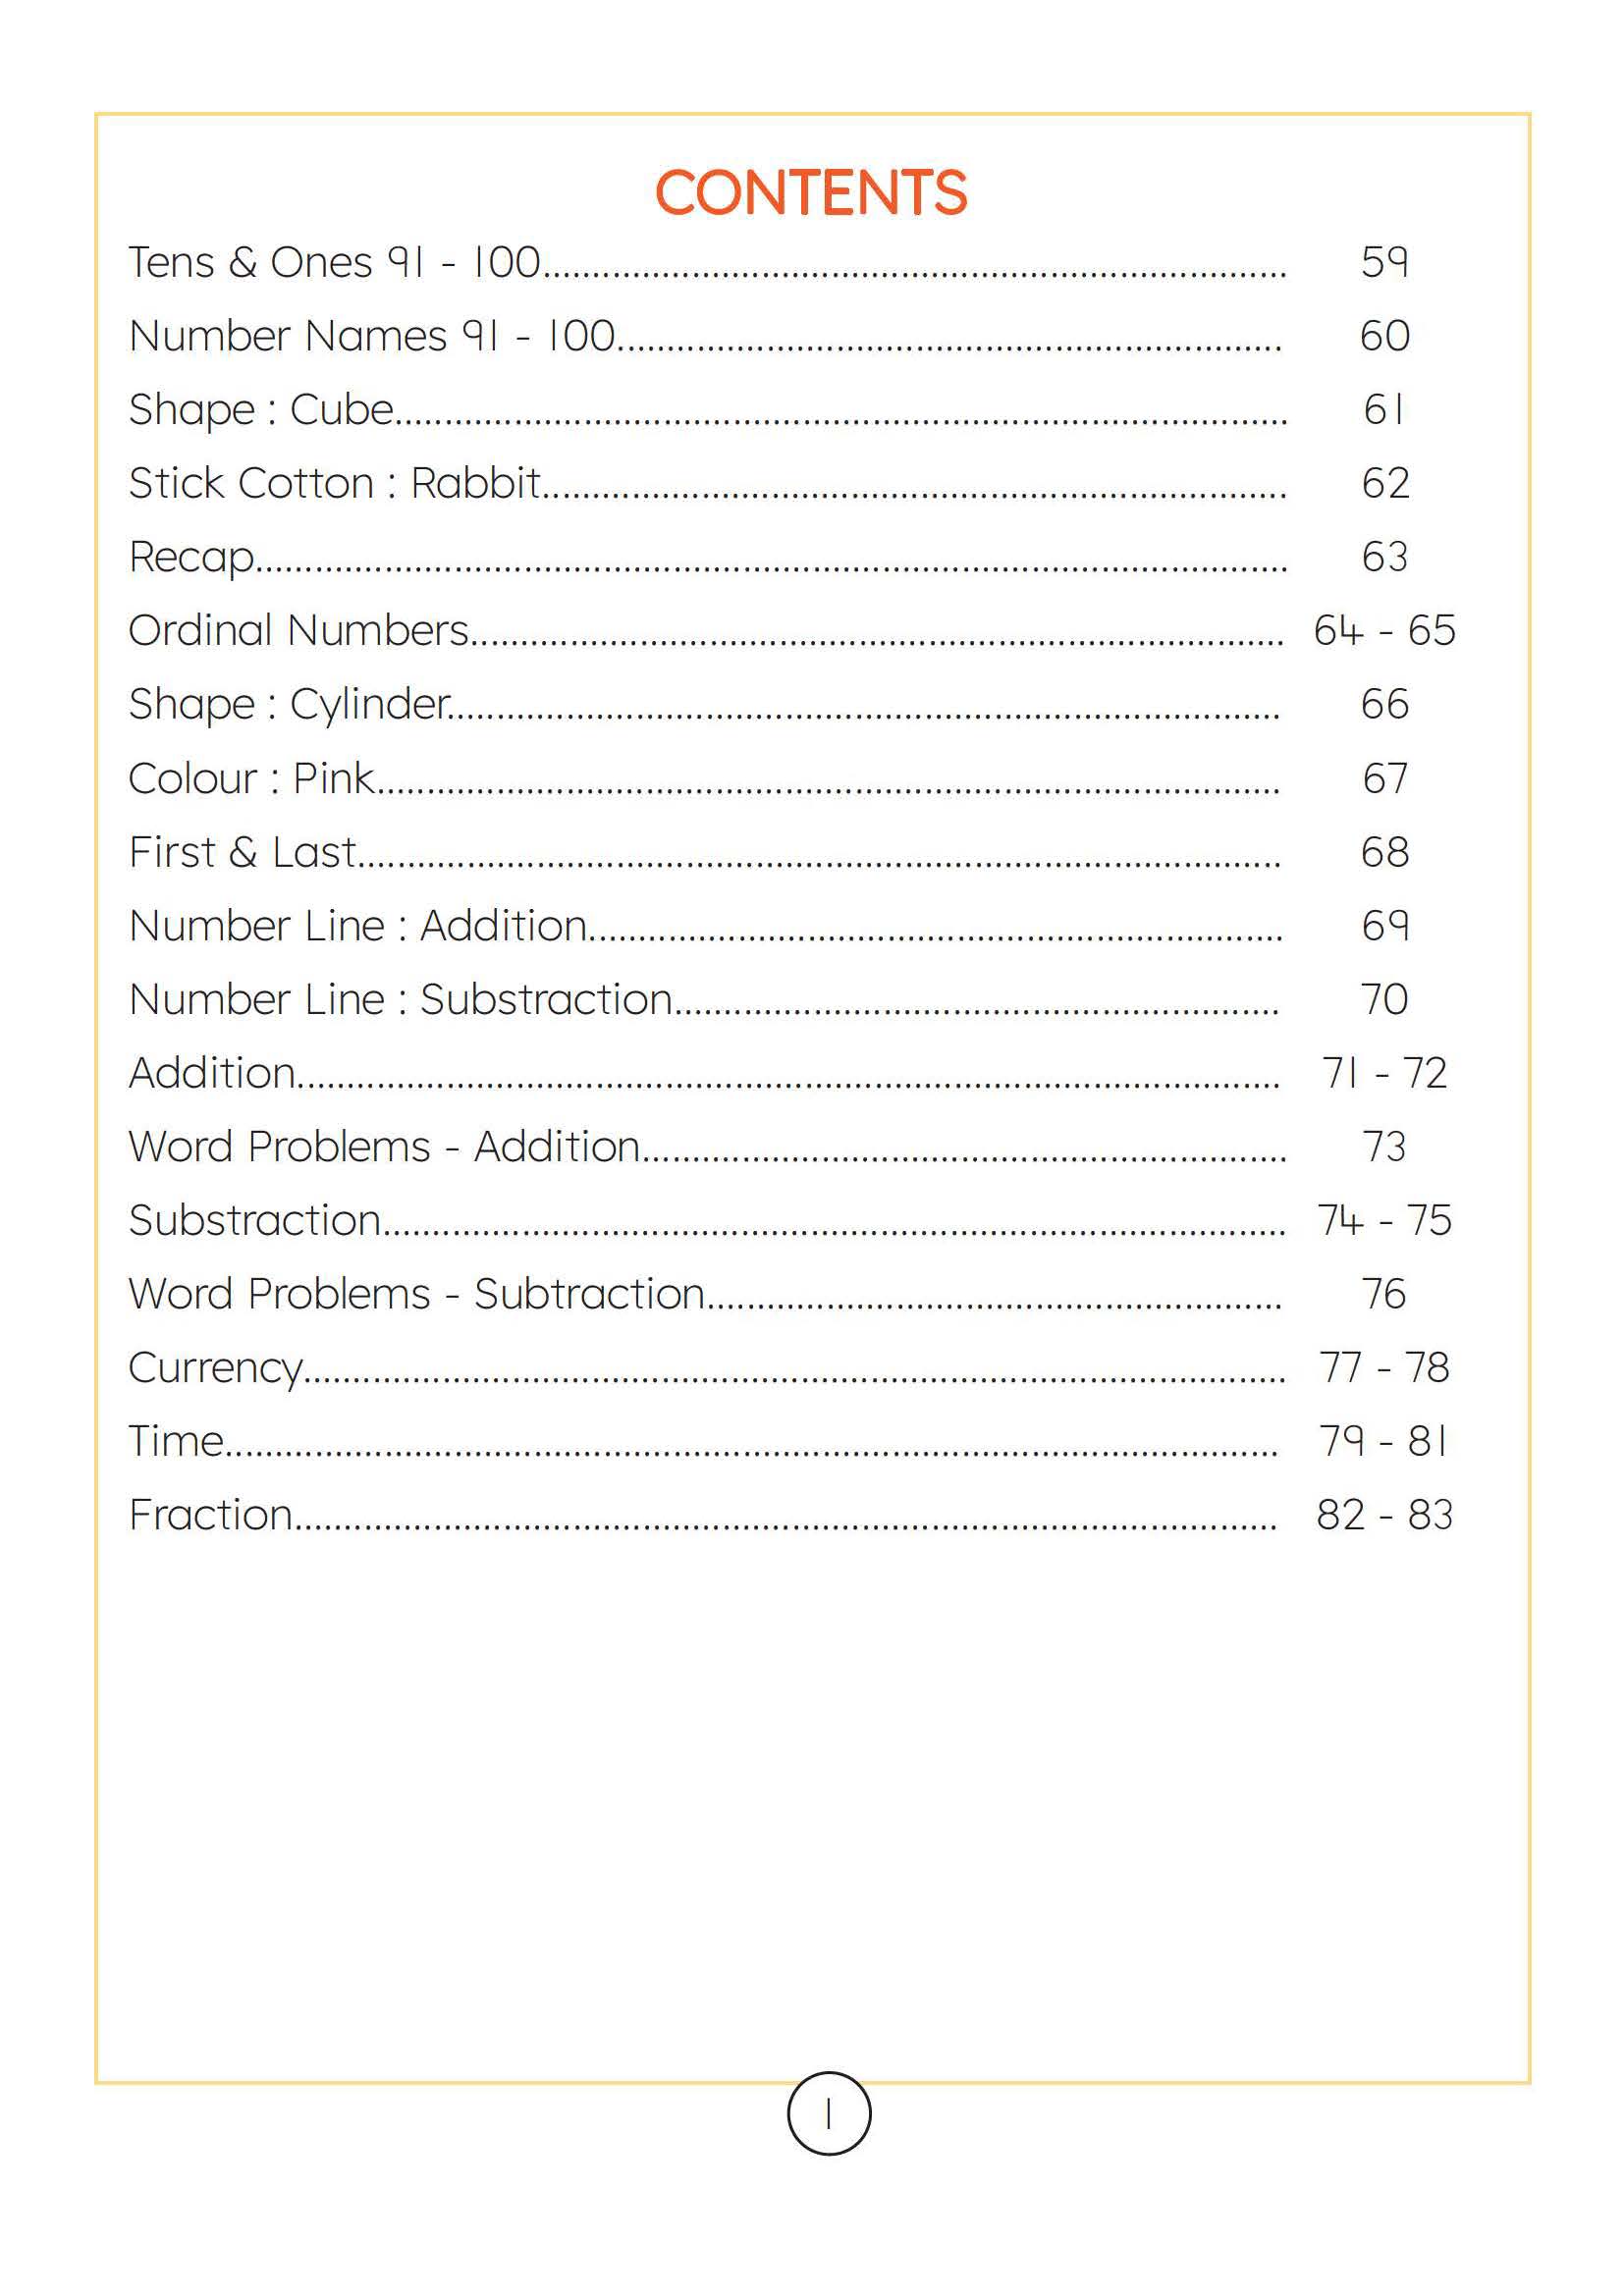 CONTENTS
Tens & Ones 91 - 100........................................................................... 59
Number Names 91 - 100................................................................... 60
Shape : Cube.......................................................................................... 61
Stick Cotton : Rabbit........................................................................... 62
Recap........................................................................................................ 63
Ordinal Numbers.................................................................................. 64 - 65
Shape : Cylinder.................................................................................... 66
Colour : Pink........................................................................................... 67
First & Last............................................................................................. 68
Number Line : Addition...................................................................... 69
Number Line : Substraction............................................................. 70
Addition................................................................................................... 71 - 72
Word Problems - Addition................................................................. 73
Substraction........................................................................................... 74 - 75
Word Problems - Subtraction.......................................................... 76
Currency................................................................................................... 77 - 78
Time.......................................................................................................... 79 - 81
Fraction................................................................................................... 82 - 83
1